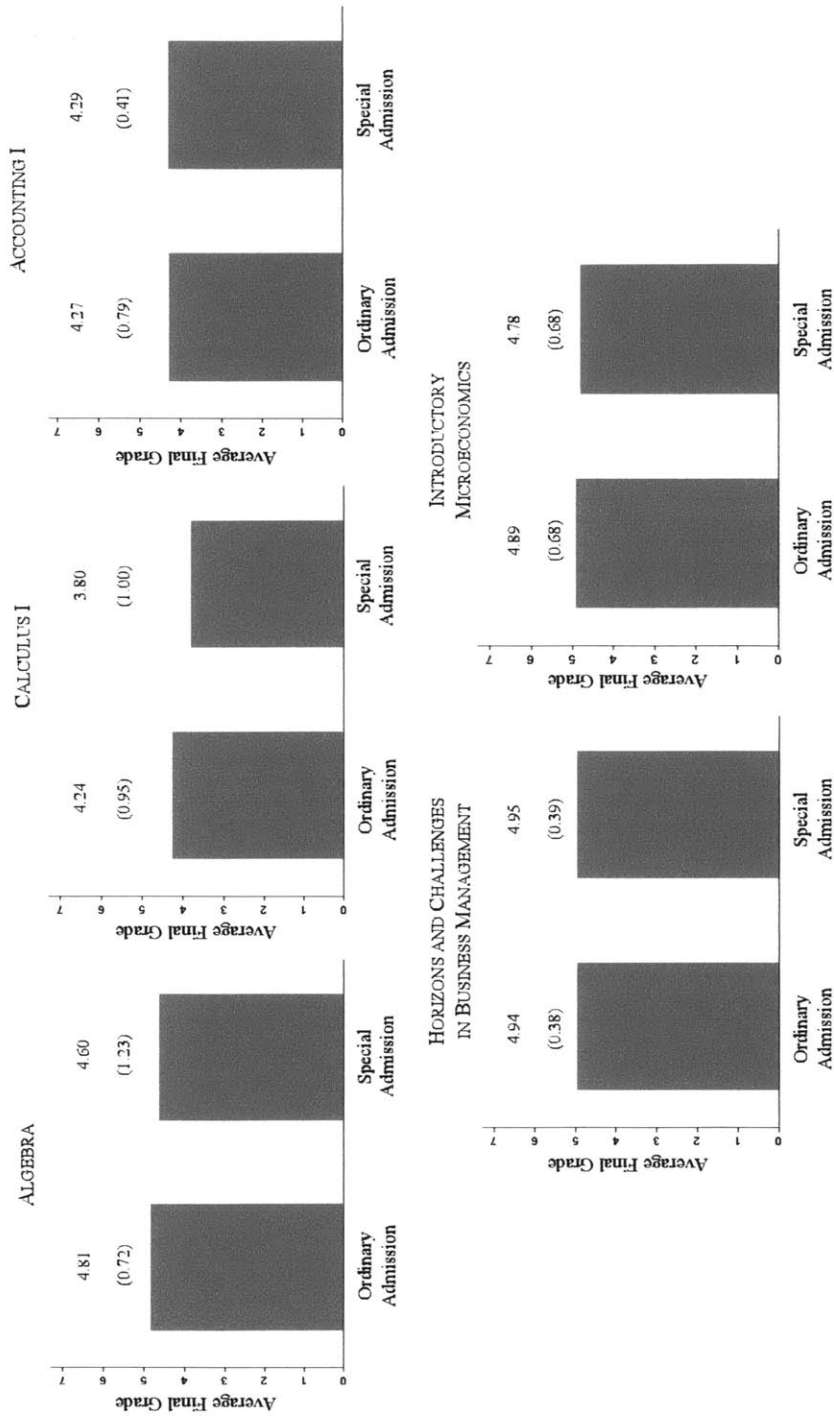 ALGEBRA
4.81
(0.72)
4.60
(1.23)
Average Final Grade
7
6
5
4
3
2
1
0
Ordinary
Admission
Special
Admission
CALCULUS I
4.24
(0.95)
3.80
(1.00)
Average Final Grade
7
6
5
4
3
2
1
0
Ordinary
Admission
Special
Admission
ACCOUNTING I
4.27
(0.79)
4.29
(0.41)
Average Final Grade
7
6
5
4
3
2
1
0
Ordinary
Admission
Special
Admission
HORIZONS AND CHALLENGES
IN BUSINESS MANAGEMENT
4.94
(0.38)
4.95
(0.39)
Average Final Grade
7
6
5
4
3
2
1
0
Ordinary
Admission
Special
Admission
INTRODUCTORY
MICROECONOMICS
4.89
(0.68)
4.78
(0.68)
Average Final Grade
7
6
5
4
3
2
1
0
Ordinary
Admission
Special
Admission